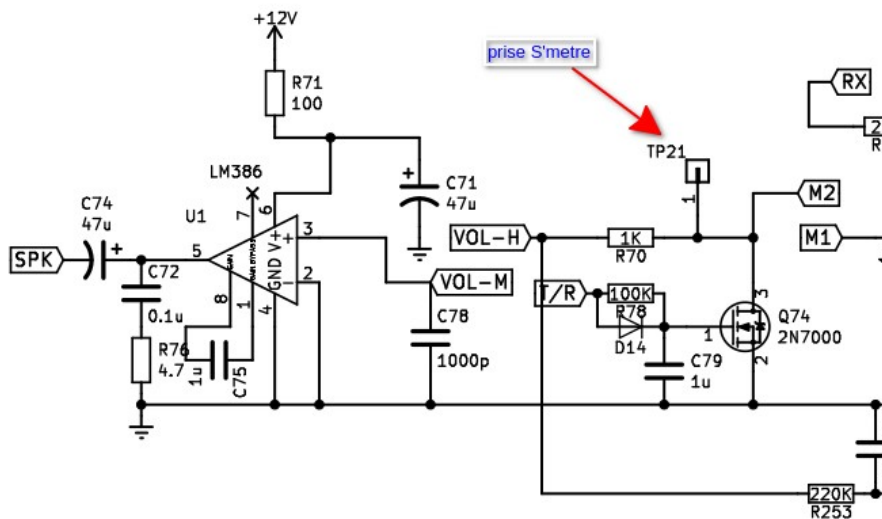 +12V
prise S'metre
RX
R71
100
TP21
2
R
LM386
C74
47u
U1
7
6
C71
47u
1
M2
SPK
5
V+
+
3
VOL-H
1K
R70
M1
GND
-
2
VOL-M
T/R
100K
3
Q74
2N7000
C72
0.1u
8
1
4
C78
1000p
R78
D14
1
2
R76
4.7
1u
C75
C79
1u
220K
R253